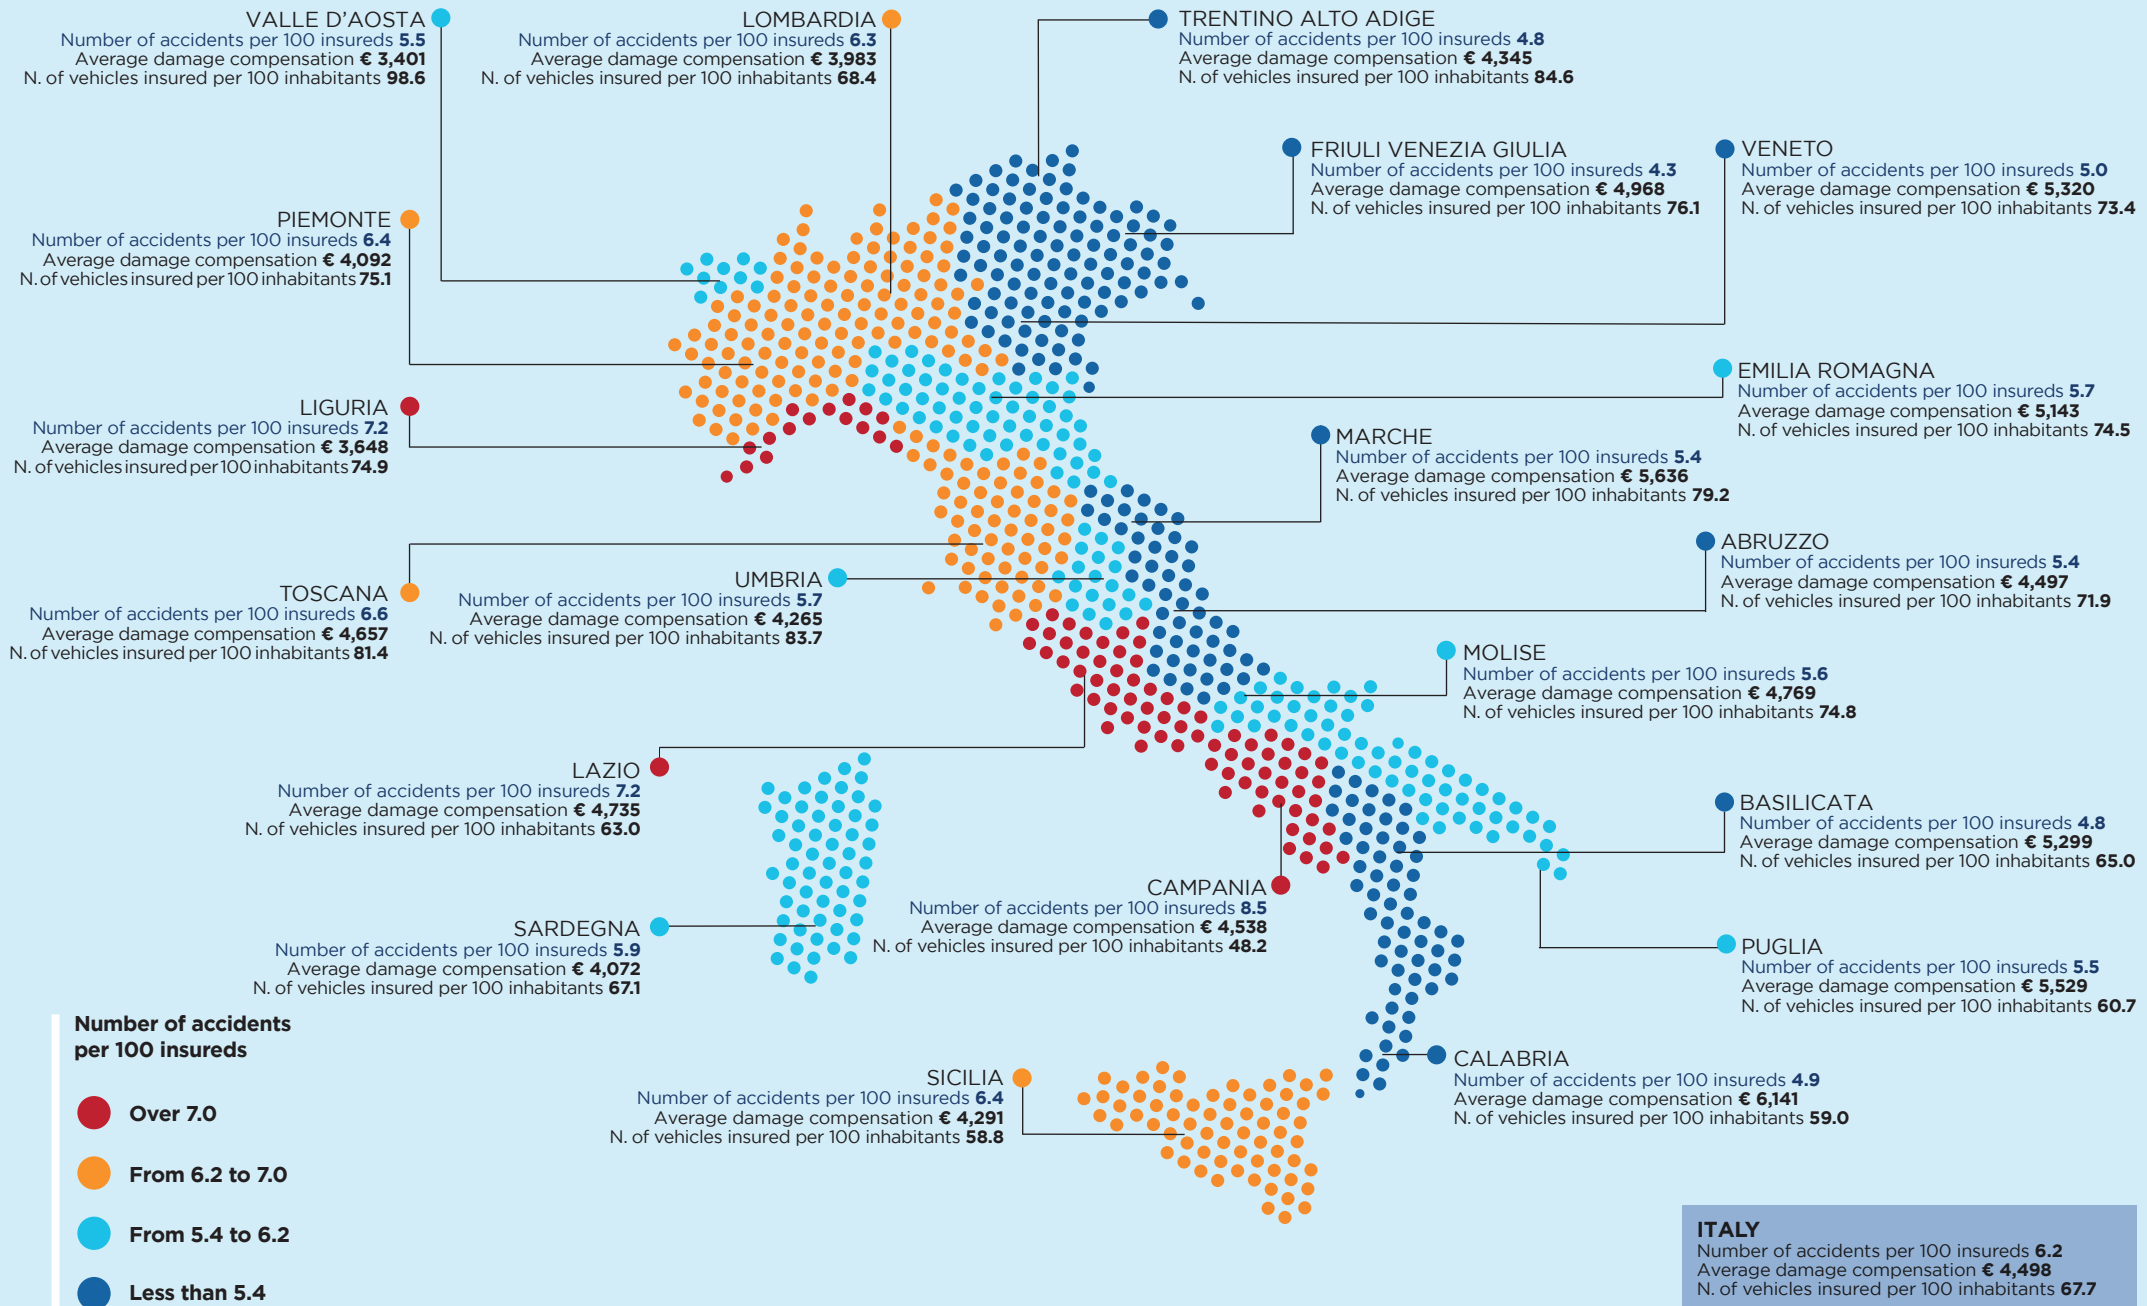 VALLE D'AOSTA
Number of accidents per 100 insureds 5.5
Average damage compensation € 3,401
N. of vehicles insured per 100 inhabitants 98.6
LOMBARDIA
Number of accidents per 100 insureds 6.3
Average damage compensation € 3,983
N. of vehicles insured per 100 inhabitants 68.4
TRENTINO ALTO ADIGE
Number of accidents per 100 insureds 4.8
Average damage compensation € 4,345
N. of vehicles insured per 100 inhabitants 84.6
FRIULI VENEZIA GIULIA
Number of accidents per 100 insureds 4.3
Average damage compensation € 4,968
N. of vehicles insured per 100 inhabitants 76.1
VENETO
Number of accidents per 100 insureds 5.0
Average damage compensation € 5,320
N. of vehicles insured per 100 inhabitants 73.4
PIEMONTE
Number of accidents per 100 insureds 6.4
Average damage compensation € 4,092
N. of vehicles insured per 100 inhabitants 75.1
EMILIA ROMAGNA
Number of accidents per 100 insureds 5.7
Average damage compensation € 5,143
N. of vehicles insured per 100 inhabitants 74.5
LIGURIA
Number of accidents per 100 insureds 7.2
Average damage compensation € 3,648
N. of vehicles insured per 100 inhabitants 74.9
MARCHE
Number of accidents per 100 insureds 5.4
Average damage compensation € 5,636
N. of vehicles insured per 100 inhabitants 79.2
ABRUZZO
Number of accidents per 100 insureds 5.4
Average damage compensation € 4,497
N. of vehicles insured per 100 inhabitants 71.9
TOSCANA
Number of accidents per 100 insureds 6.6
Average damage compensation € 4,657
N. of vehicles insured per 100 inhabitants 81.4
UMBRIA
Number of accidents per 100 insureds 5.7
Average damage compensation € 4,265
N. of vehicles insured per 100 inhabitants 83.7
MOLISE
Number of accidents per 100 insureds 5.6
Average damage compensation € 4,769
N. of vehicles insured per 100 inhabitants 74.8
LAZIO
Number of accidents per 100 insureds 7.2
Average damage compensation € 4,735
N. of vehicles insured per 100 inhabitants 63.0
BASILICATA
Number of accidents per 100 insureds 4.8
Average damage compensation € 5,299
N. of vehicles insured per 100 inhabitants 65.0
CAMPANIA
Number of accidents per 100 insureds 8.5
Average damage compensation € 4,538
N. of vehicles insured per 100 inhabitants 48.2
SARDEGNA
Number of accidents per 100 insureds 5.9
Average damage compensation € 4,072
N. of vehicles insured per 100 inhabitants 67.1
PUGLIA
Number of accidents per 100 insureds 5.5
Average damage compensation € 5,529
N. of vehicles insured per 100 inhabitants 60.7
CALABRIA
Number of accidents per 100 insureds 4.9
Average damage compensation € 6,141
N. of vehicles insured per 100 inhabitants 59.0
SICILIA
Number of accidents per 100 insureds 6.4
Average damage compensation € 4,291
N. of vehicles insured per 100 inhabitants 58.8
Number of accidents
per 100 insureds
Over 7.0
From 6.2 to 7.0
From 5.4 to 6.2
Less than 5.4
ITALY
Number of accidents per 100 insureds 6.2
Average damage compensation € 4,498
N. of vehicles insured per 100 inhabitants 67.7